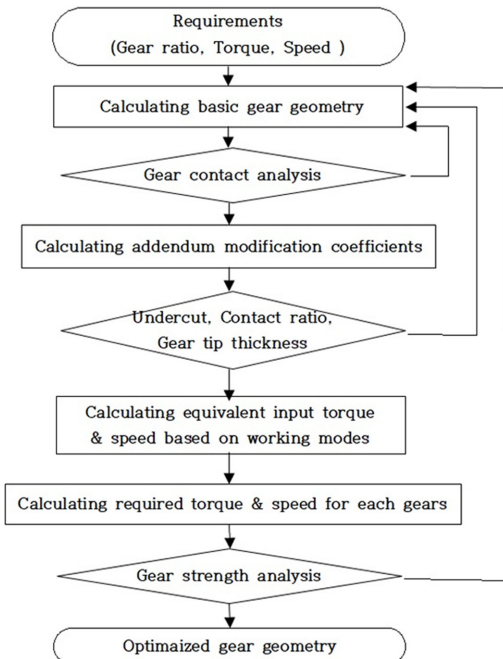 Requirements
(Gear ratio, Torque, Speed )
Calculating basic gear geometry
Gear contact analysis
Calculating addendum modification coefficients
Undercut, Contact ratio,
Gear tip thickness
Calculating equivalent input torque
& speed based on working modes
Calculating required torque & speed for each gears
Gear strength analysis
Optimaized gear geometry